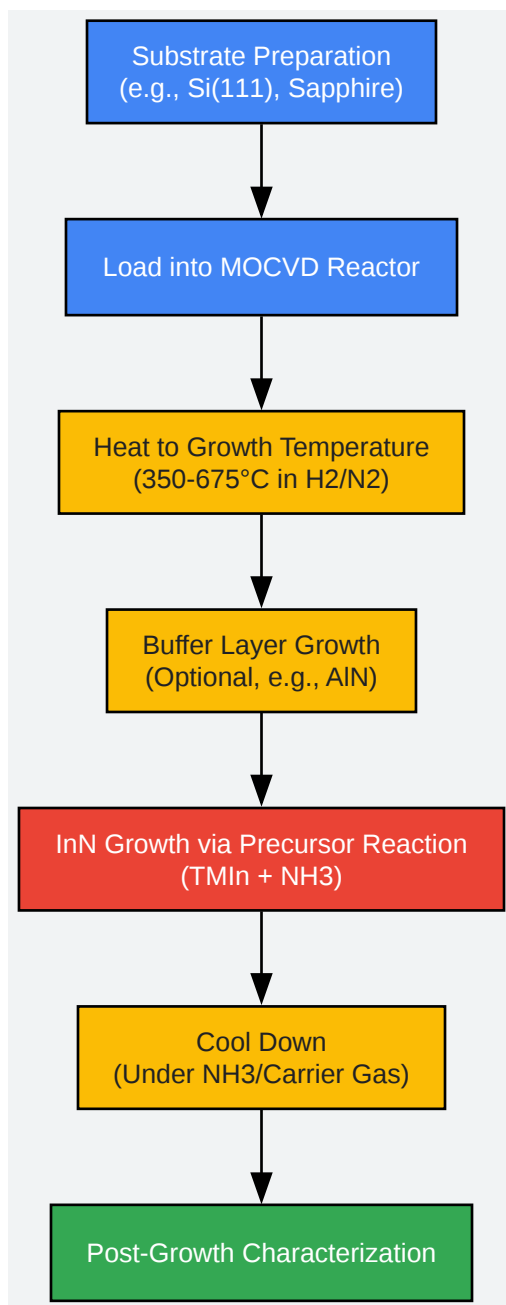 Substrate Preparation
(e.g., Si(111), Sapphire)
Load into MOCVD Reactor
Heat to Growth Temperature
(350-675°C in H2/N2)
Buffer Layer Growth
(Optional, e.g., AlN)
InN Growth via Precursor Reaction
(TMIn + NH3)
Cool Down
(Under NH3/Carrier Gas)
Post-Growth Characterization